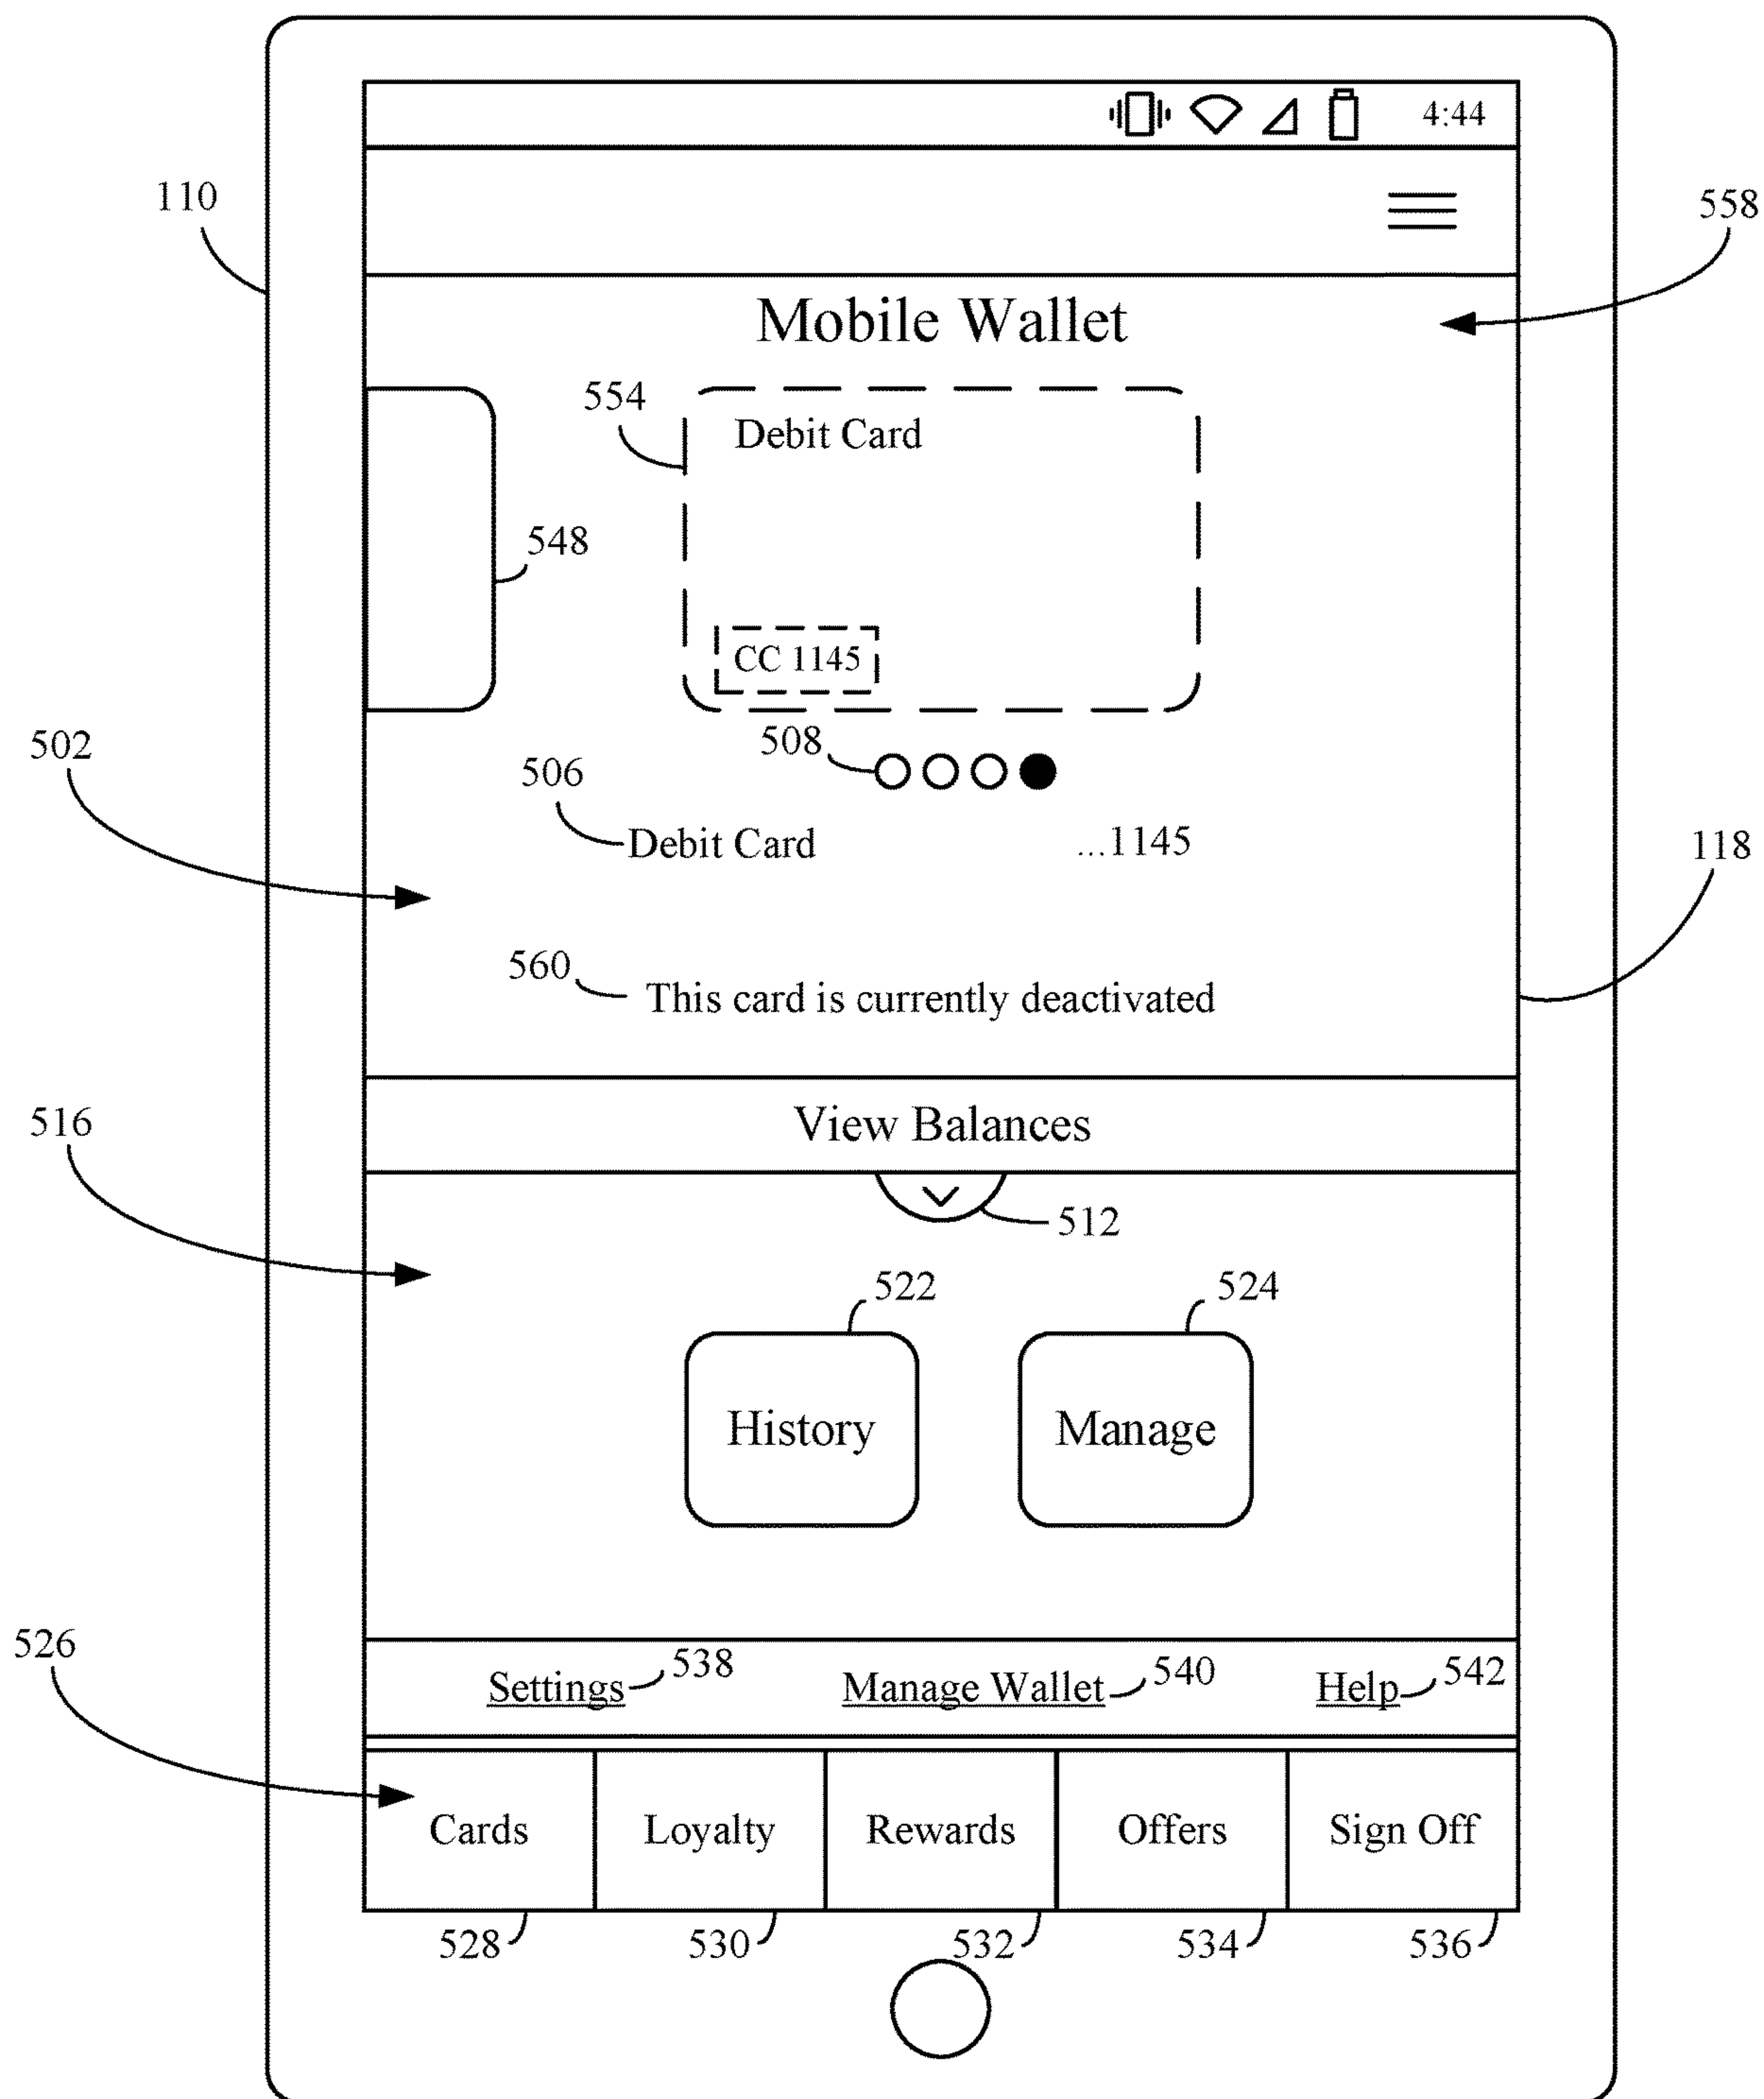 4:44
110
558
Mobile Wallet
554
Debit Card
548
CC 1145
502
508
506
Debit Card ...1145
118
560
This card is currently deactivated
516
View Balances
512
522 524
History Manage
526
Settings 538 Manage Wallet 540 Help 542
Cards Loyalty Rewards Offers Sign Off
528 530 532 534 536